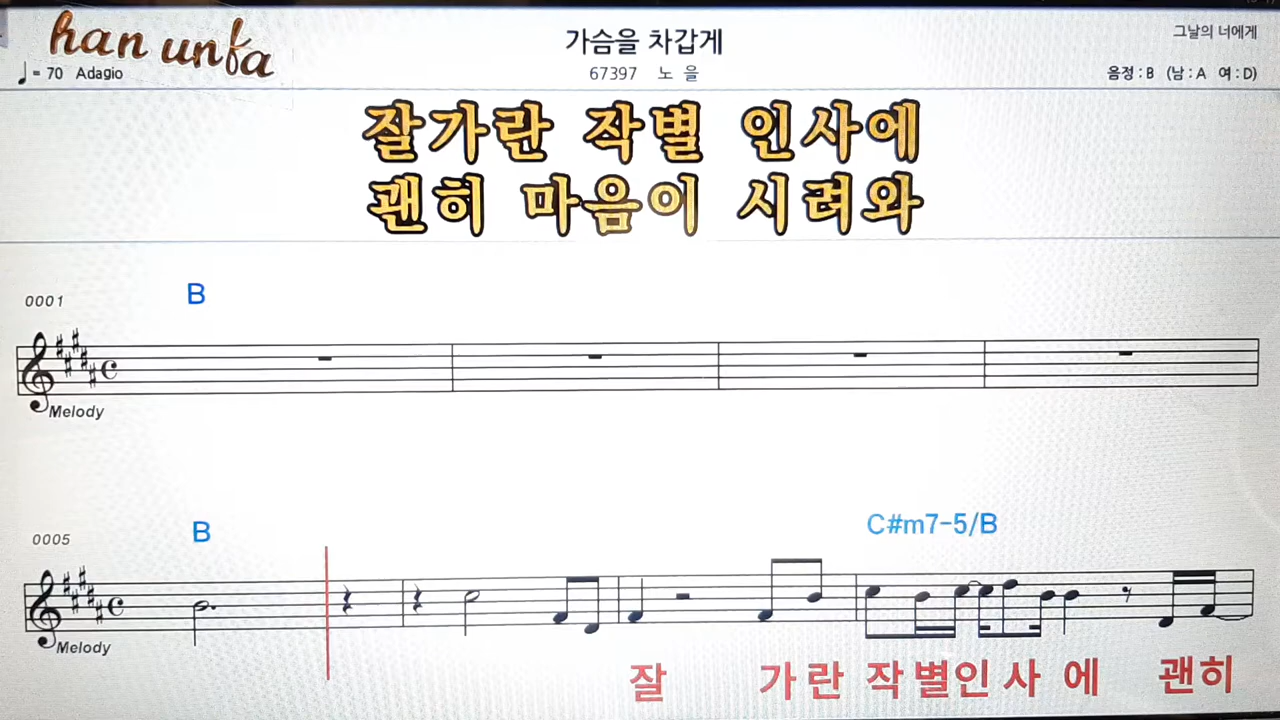 han unfa
♩= 70 Adagio
가슴을 차갑게
67397 노 을
그날의 너에게
음정 : B (남 : A 여 : D)
잘가란 작별 인사에
괜히 마음이 시려와
0001
B
Melody
0005
B
C#m7-5/B
Melody
잘 가 란 작 별 인 사 에 괜 히